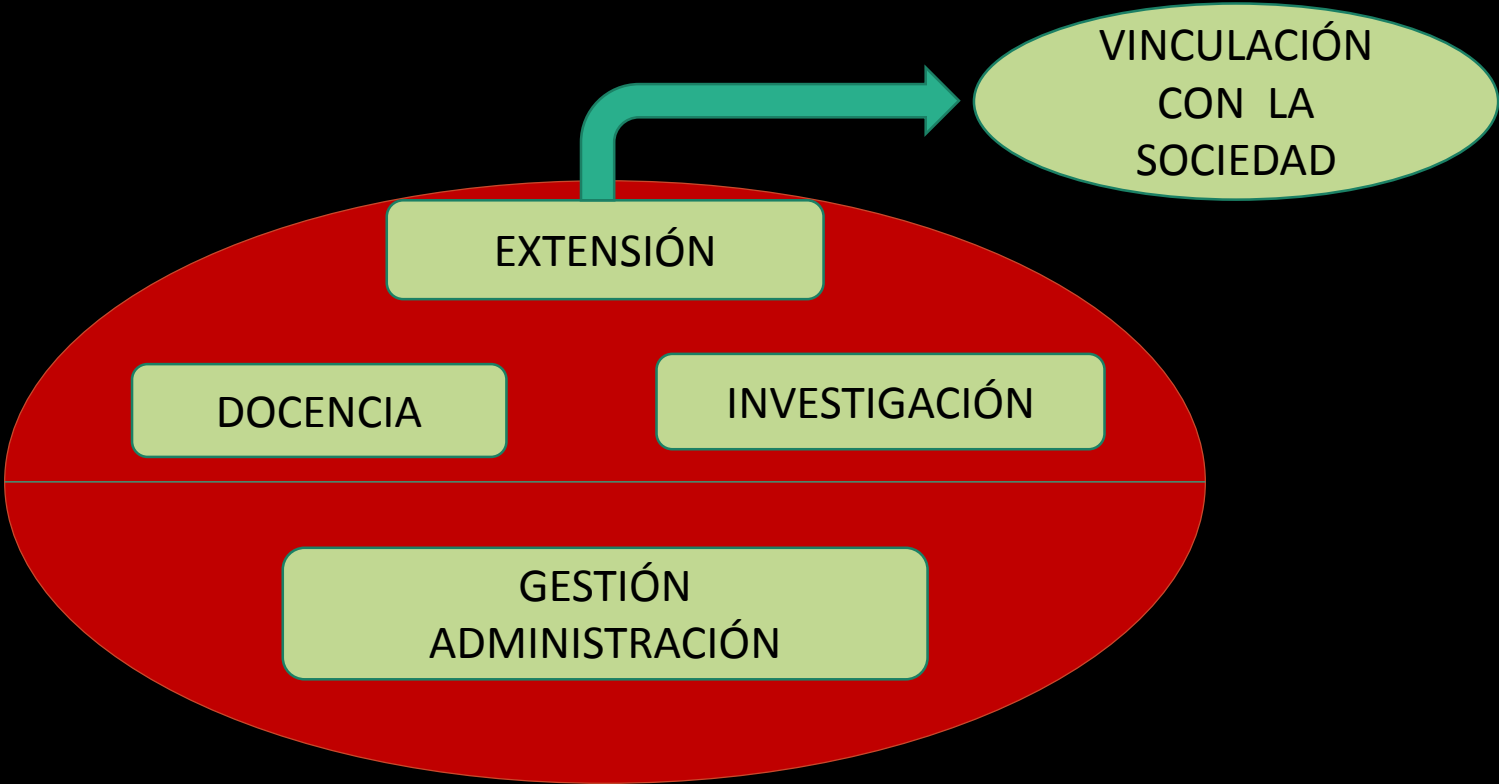 VINCULACIÓN
CON LA
SOCIEDAD
EXTENSIÓN
DOCENCIA
INVESTIGACIÓN
GESTIÓN
ADMINISTRACIÓN